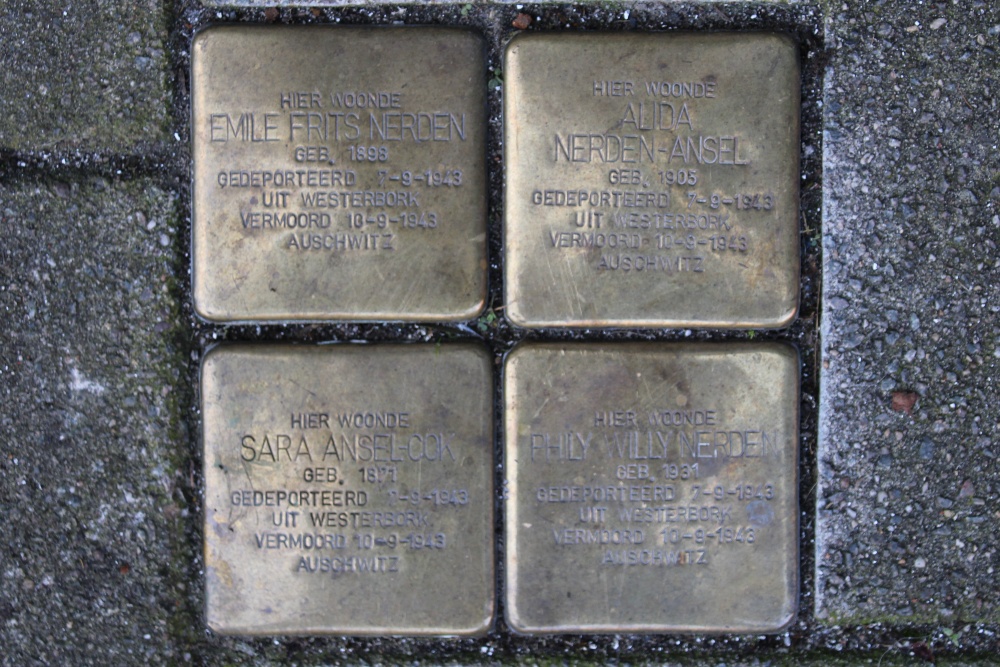 HIER WOONDE
EMILE FRITS NERDEN
GEB. 1898
GEDEPORTEERD 7-9-1943
UIT WESTERBORK
VERMOORD 10-9-1943
AUSCHWITZ
HIER WOONDE
ALIDA
NERDEN-ANSEL
GEB. 1905
GEDEPORTEERD 7-9-1943
UIT WESTERBORK
VERMOORD 10-9-1943
AUSCHWITZ
HIER WOONDE
SARA ANSEL-COK
GEB. 1871
GEDEPORTEERD 7-9-1943
UIT WESTERBORK
VERMOORD 10-9-1943
AUSCHWITZ
HIER WOONDE
PHILY WILLY NERDEN
GEB. 1931
GEDEPORTEERD 7-9-1943
UIT WESTERBORK
VERMOORD 10-9-1943
AUSCHWITZ